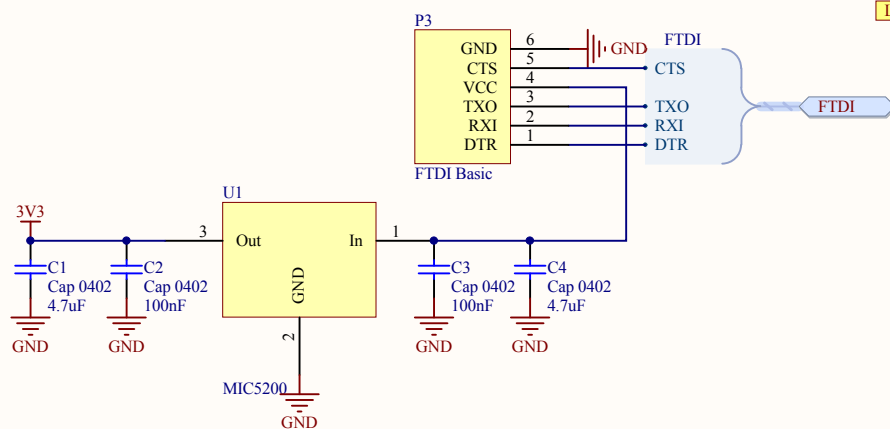 L
P3
FTDI
GND 6 GND
CTS 5 CTS
VCC 4
TXO 3 TXO FTDI
RXI 2 RXI
DTR 1 DTR
FTDI Basic
U1
3V3
3 Out In 1
C1 C2 C3 C4
Cap 0402 Cap 0402 Cap 0402 Cap 0402
4.7uF 100nF 100nF 4.7uF
GND
GND GND GND GND
2
MIC5200
GND